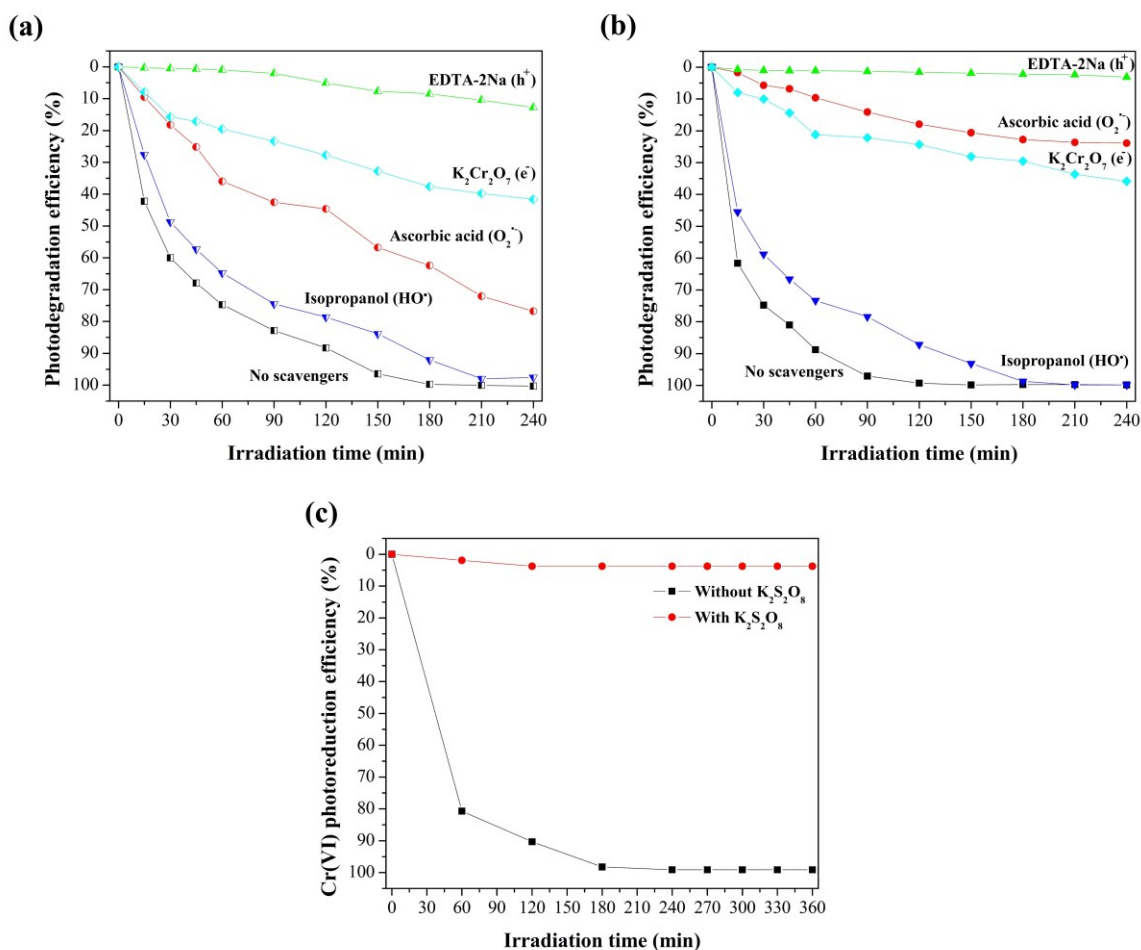 (a)
Photodegradation efficiency (%)
0
10
20
30
40
50
60
70
80
90
100
EDTA-2Na (h⁺)
K₂Cr₂O₇ (e⁻)
Ascorbic acid (O₂•⁻)
Isopropanol (HO•)
No scavengers
0 30 60 90 120 150 180 210 240
Irradiation time (min)
(b)
Photodegradation efficiency (%)
0
10
20
30
40
50
60
70
80
90
100
EDTA-2Na (h⁺)
Ascorbic acid (O₂•⁻)
K₂Cr₂O₇ (e⁻)
Isopropanol (HO•)
No scavengers
0 30 60 90 120 150 180 210 240
Irradiation time (min)
(c)
Cr(VI) photoreduction efficiency (%)
0
10
20
30
40
50
60
70
80
90
100
Without K₂S₂O₈
With K₂S₂O₈
0 30 60 90 120 150 180 210 240 270 300 330 360
Irradiation time (min)